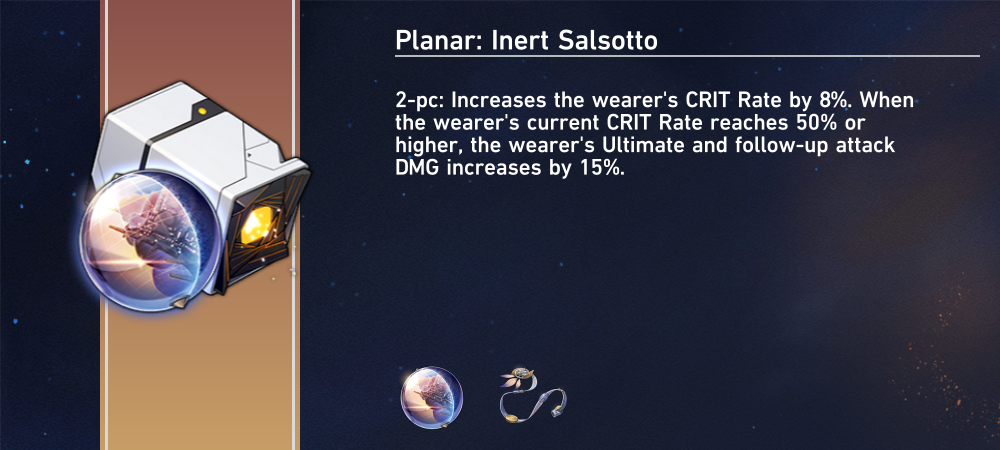 Planar: Inert Salsotto
2-pc: Increases the wearer's CRIT Rate by 8%. When
the wearer's current CRIT Rate reaches 50% or
higher, the wearer's Ultimate and follow-up attack
DMG increases by 15%.